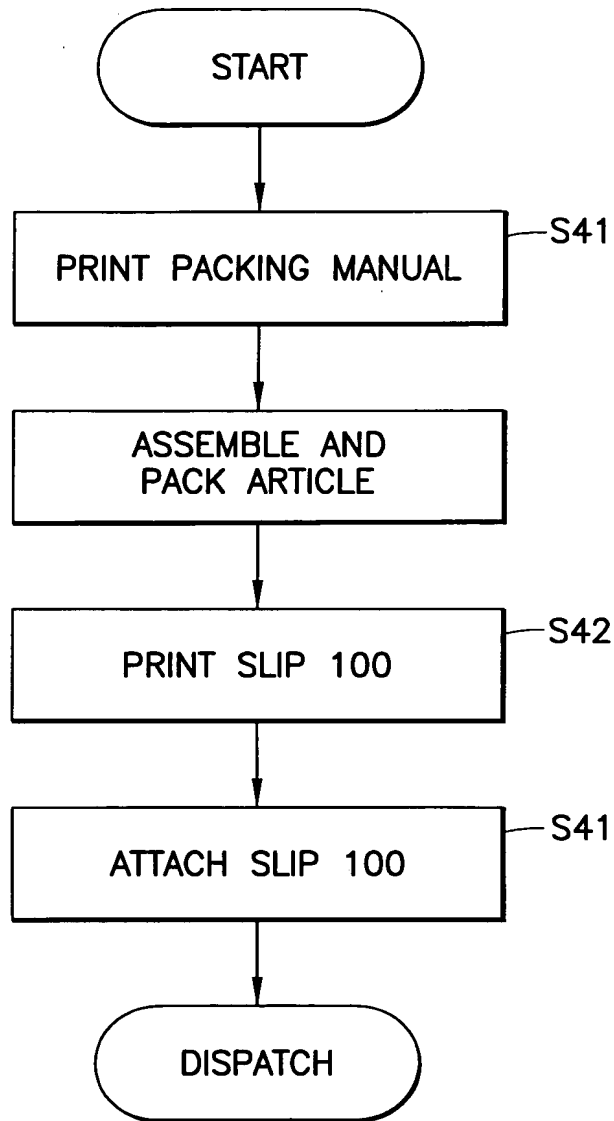 START
PRINT PACKING MANUAL
S41
ASSEMBLE AND
PACK ARTICLE
PRINT SLIP 100
S42
ATTACH SLIP 100
S41
DISPATCH